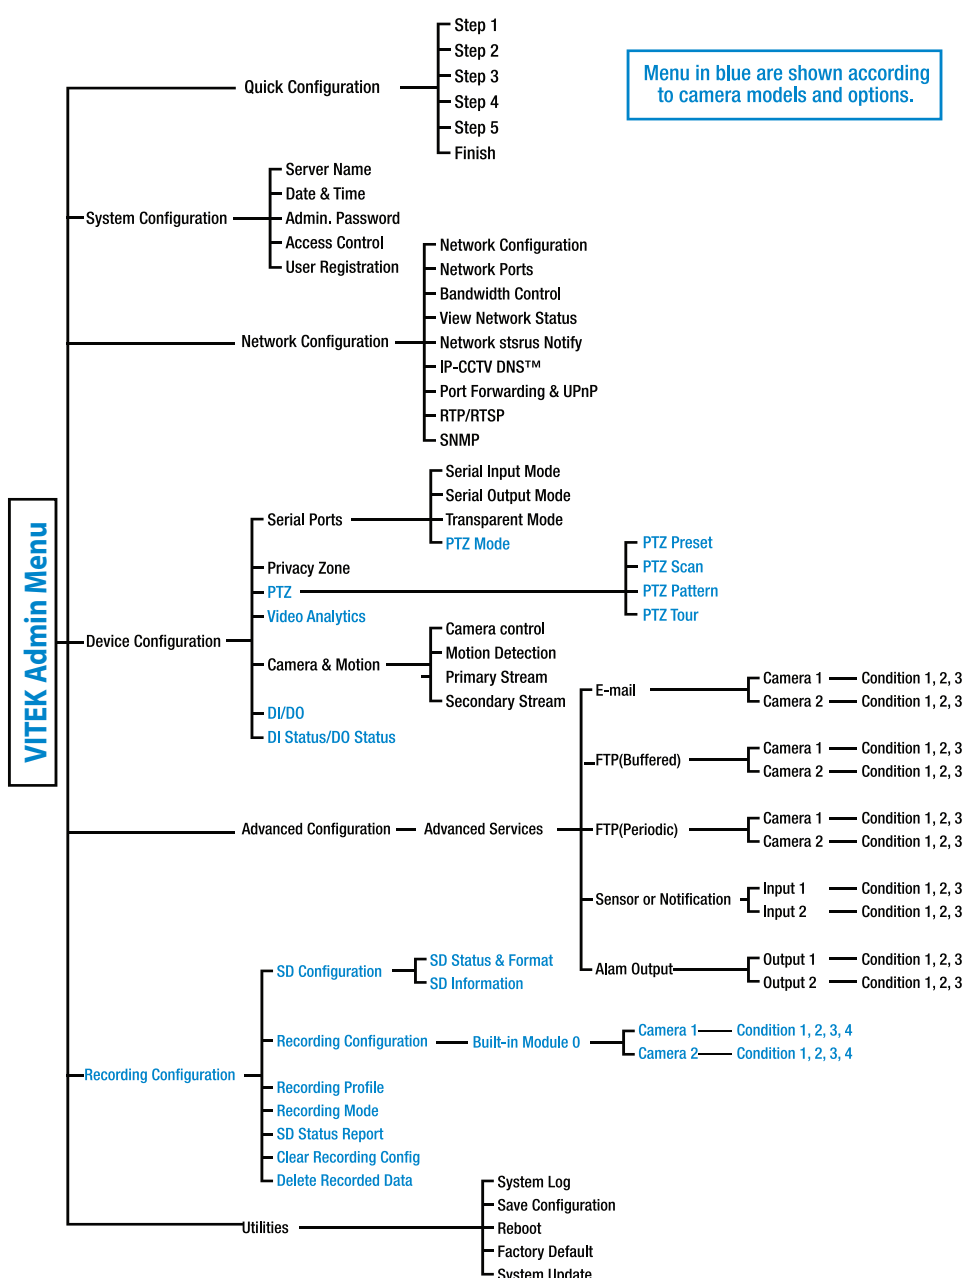 Menu in blue are shown according
to camera models and options.
VITEK Admin Menu
Quick Configuration
Step 1
Step 2
Step 3
Step 4
Step 5
Finish
System Configuration
Server Name
Date & Time
Admin. Password
Access Control
User Registration
Network Configuration
Network Configuration
Network Ports
Bandwidth Control
View Network Status
Network stsrus Notify
IP-CCTV DNS™
Port Forwarding & UPnP
RTP/RTSP
SNMP
Device Configuration
Serial Ports
Serial Input Mode
Serial Output Mode
Transparent Mode
PTZ Mode
Privacy Zone
PTZ
PTZ Preset
PTZ Scan
PTZ Pattern
PTZ Tour
Video Analytics
Camera & Motion
Camera control
Motion Detection
Primary Stream
Secondary Stream
DI/DO
DI Status/DO Status
Advanced Configuration
Advanced Services
E-mail
Camera 1 Condition 1, 2, 3
Camera 2 Condition 1, 2, 3
FTP(Buffered)
Camera 1 Condition 1, 2, 3
Camera 2 Condition 1, 2, 3
FTP(Periodic)
Camera 1 Condition 1, 2, 3
Camera 2 Condition 1, 2, 3
Sensor or Notification
Input 1 Condition 1, 2, 3
Input 2 Condition 1, 2, 3
Alam Output
Output 1 Condition 1, 2, 3
Output 2 Condition 1, 2, 3
Recording Configuration
SD Configuration
SD Status & Format
SD Information
Recording Configuration
Built-in Module 0
Camera 1 Condition 1, 2, 3, 4
Camera 2 Condition 1, 2, 3, 4
Recording Profile
Recording Mode
SD Status Report
Clear Recording Config
Delete Recorded Data
Utilities
System Log
Save Configuration
Reboot
Factory Default
System Update